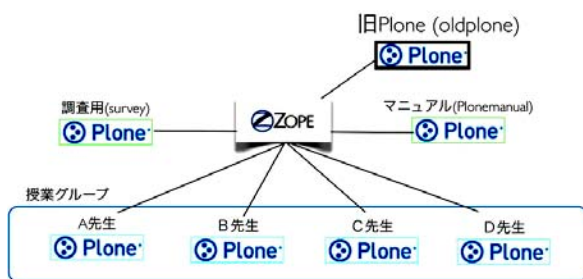 旧Plone (oldplone)
Plone
調査用(survey)
Plone
ZOPE
マニュアル(Plonemanual)
Plone
授業グループ
A先生
B先生
C先生
D先生
Plone
Plone
Plone
Plone